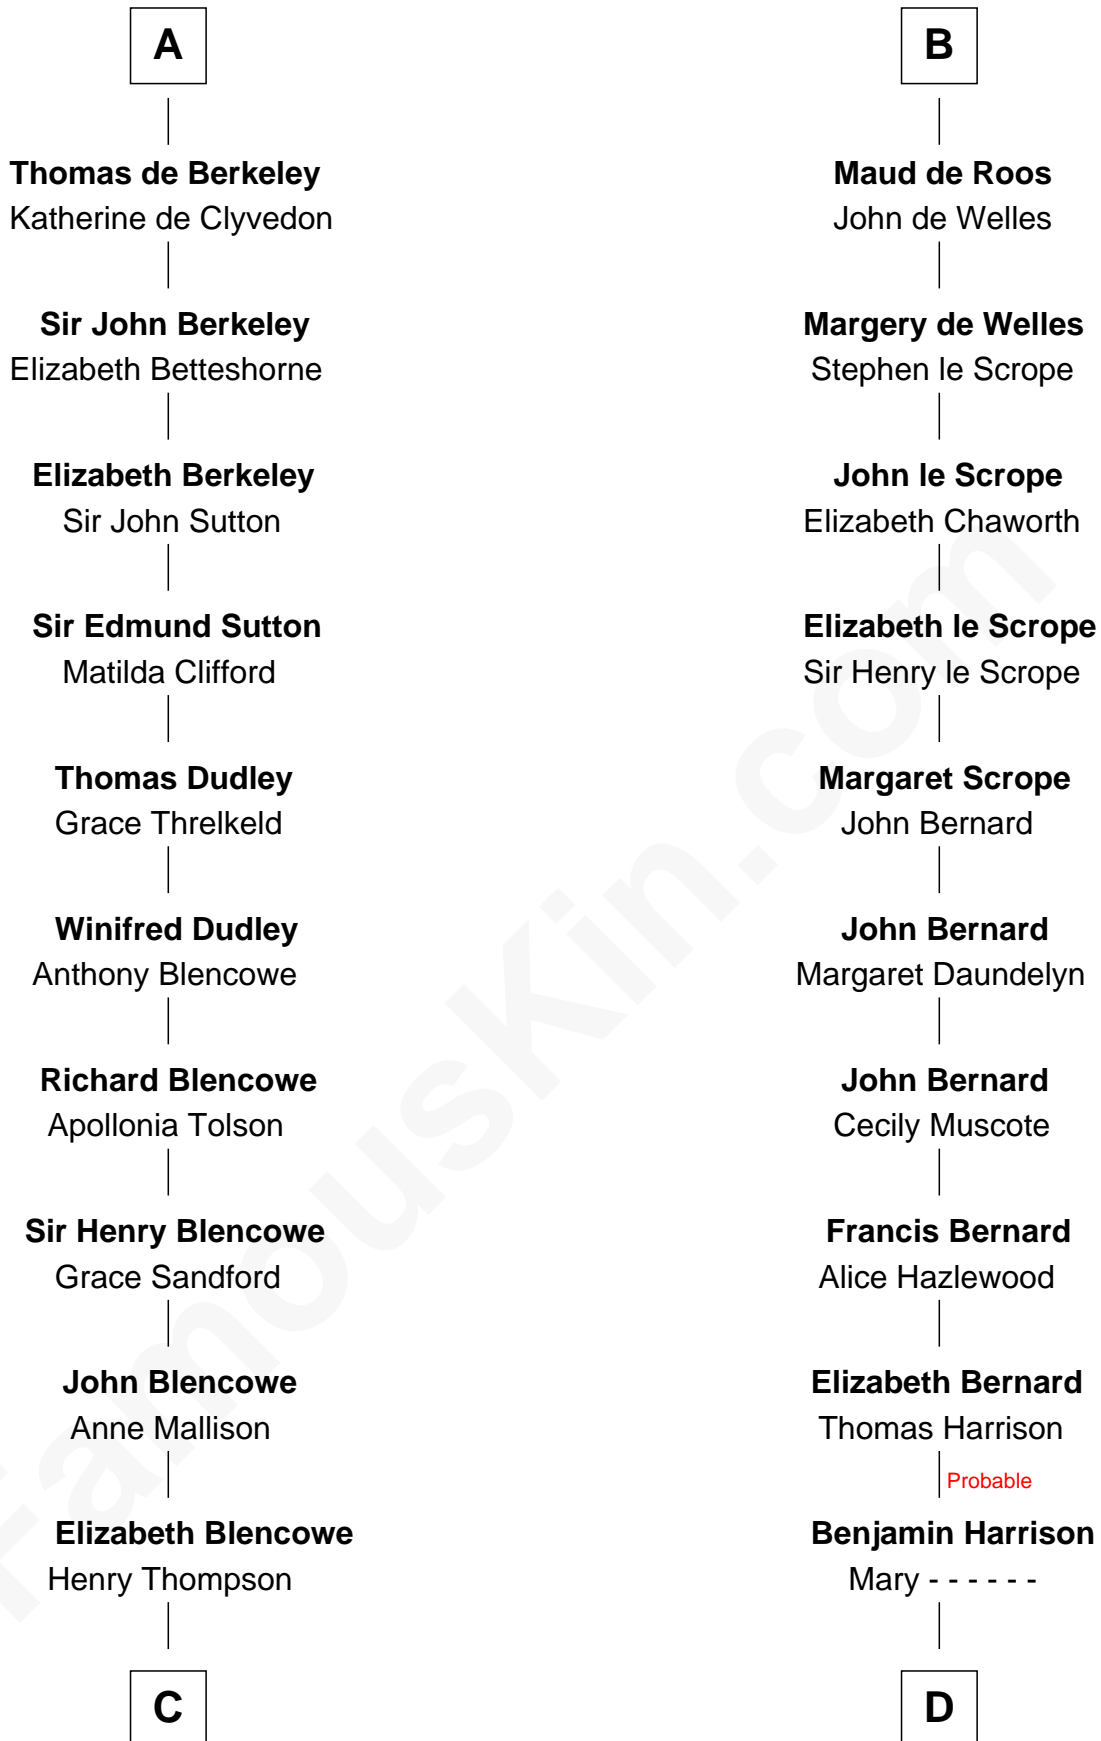 A
Thomas de Berkeley
Katherine de Clyvedon
Sir John Berkeley
Elizabeth Betteshorne
Elizabeth Berkeley
Sir John Sutton
Sir Edmund Sutton
Matilda Clifford
Thomas Dudley
Grace Threlkeld
Winifred Dudley
Anthony Blencowe
Richard Blencowe
Apollonia Tolson
Sir Henry Blencowe
Grace Sandford
John Blencowe
Anne Mallison
Elizabeth Blencowe
Henry Thompson
C
B
Maud de Roos
John de Welles
Margery de Welles
Stephen le Scrope
John le Scrope
Elizabeth Chaworth
Elizabeth le Scrope
Sir Henry le Scrope
Margaret Scrope
John Bernard
John Bernard
Margaret Daundelyn
John Bernard
Cecily Muscote
Francis Bernard
Alice Hazlewood
Elizabeth Bernard
Thomas Harrison
Probable
Benjamin Harrison
Mary - - - - - -
D
FamousKin.com